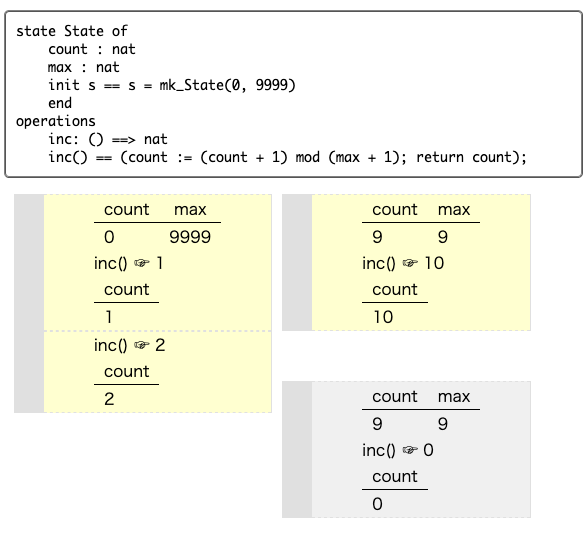 state State of
count : nat
max : nat
init s == s = mk_State(0, 9999)
end
operations
inc: () ==> nat
inc() == (count := (count + 1) mod (max + 1); return count);
count max
0 9999
inc() ☞ 1
count
1
inc() ☞ 2
count
2
count max
9 9
inc() ☞ 10
count
10
count max
9 9
inc() ☞ 0
count
0